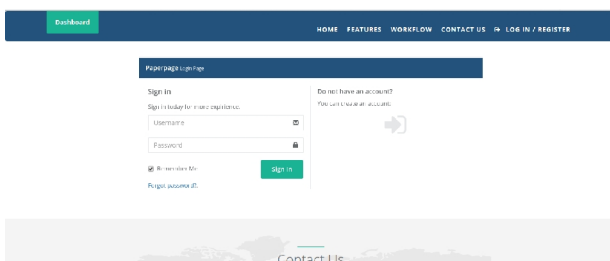 Dashboard
HOME FEATURES WORKFLOW CONTACT US LOG IN / REGISTER
Paperpage Login Page
Sign in
Sign in today for more expirience.
Username
Password
Remember Me
Sign in
Forgot password?
Do not have an account?
You can create an account:
Contact Us